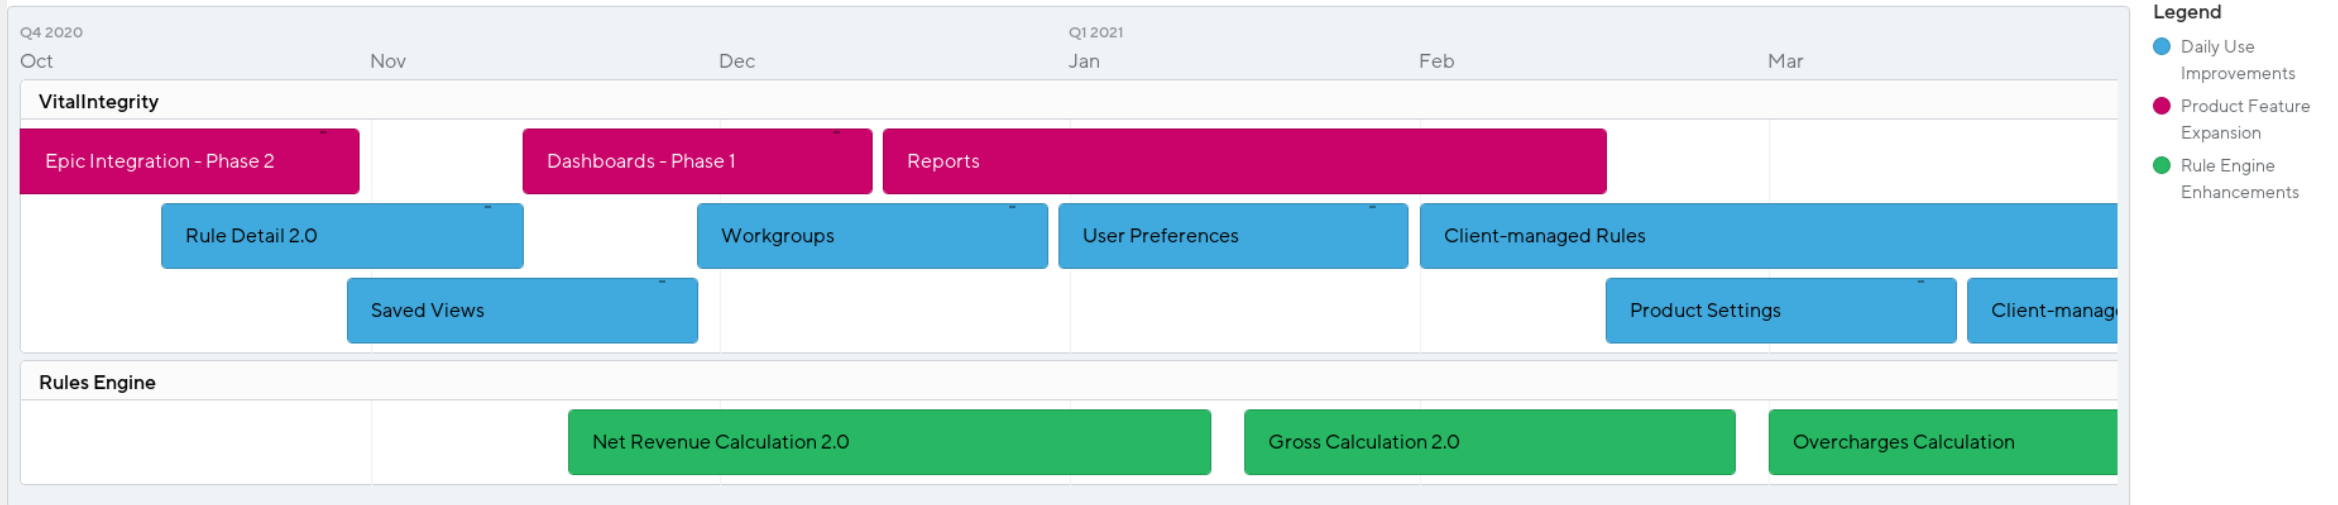 Q4 2020
Q1 2021
Oct
Nov
Dec
Jan
Feb
Mar
VitalIntegrity
Epic Integration - Phase 2
Dashboards - Phase 1
Reports
Rule Detail 2.0
Workgroups
User Preferences
Client-managed Rules
Saved Views
Product Settings
Client-manag
Rules Engine
Net Revenue Calculation 2.0
Gross Calculation 2.0
Overcharges Calculation
Legend
Daily Use
Improvements
Product Feature
Expansion
Rule Engine
Enhancements